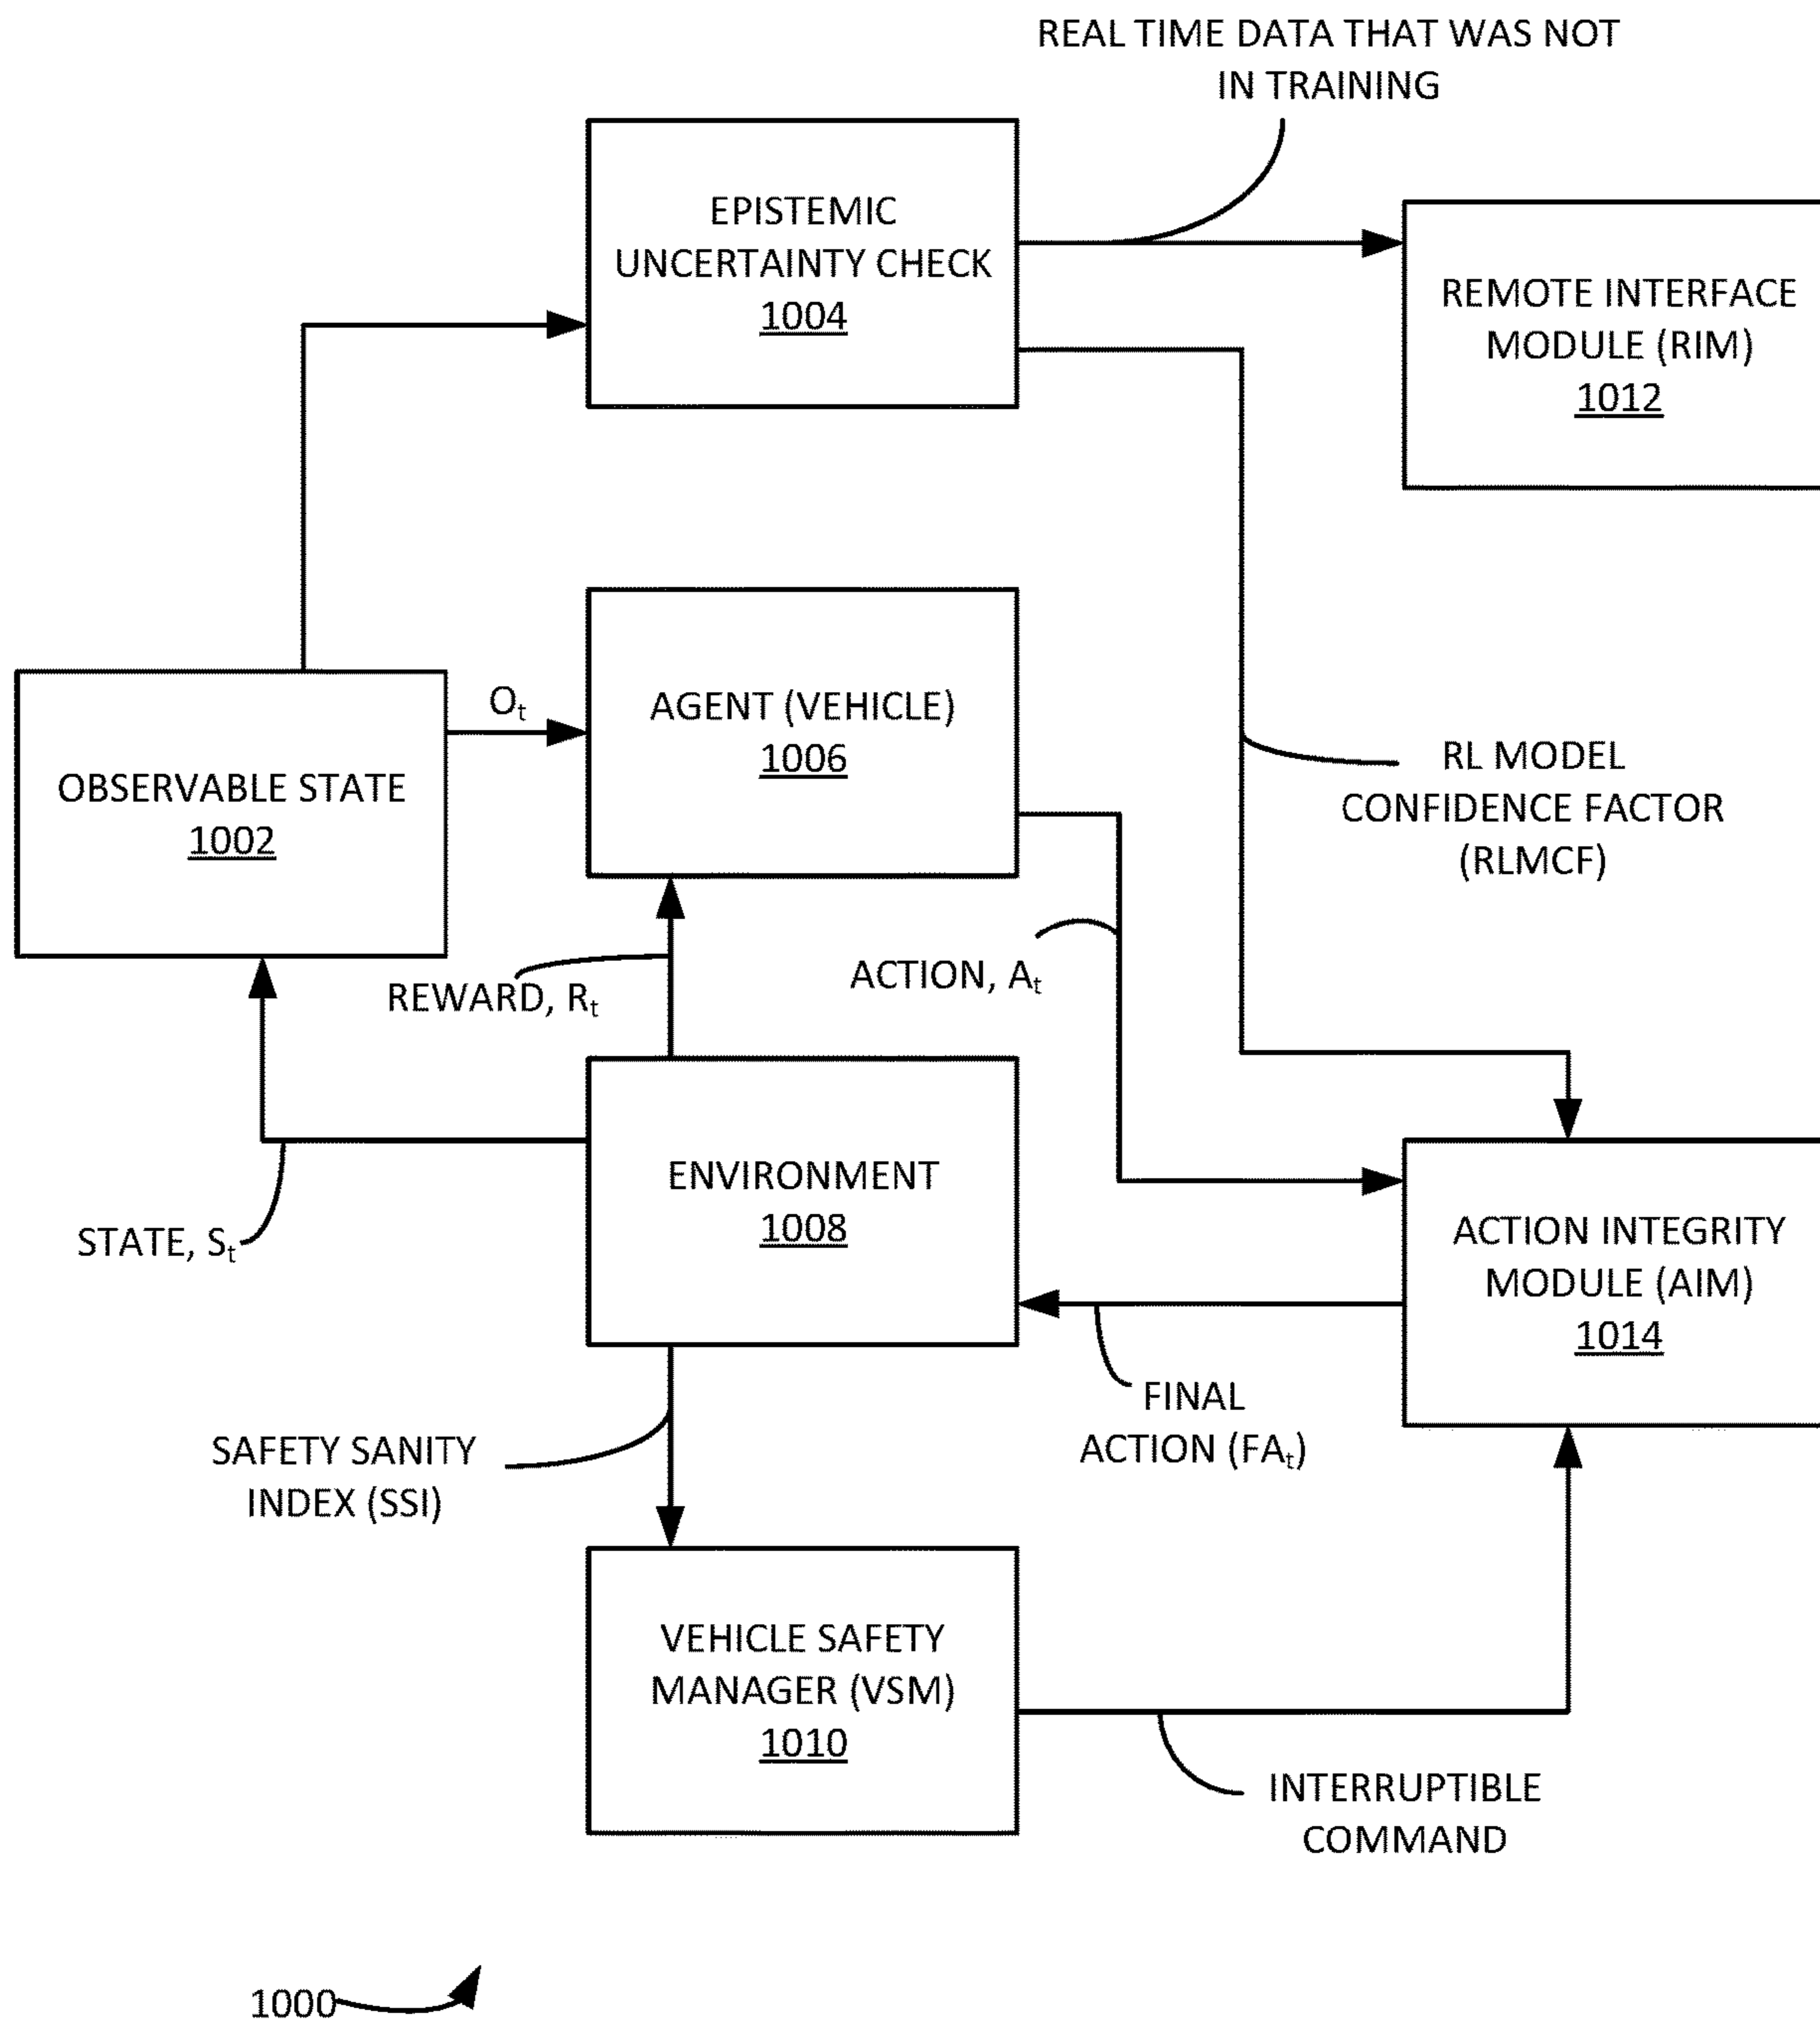 REAL TIME DATA THAT WAS NOT
IN TRAINING
EPISTEMIC
UNCERTAINTY CHECK
1004
REMOTE INTERFACE
MODULE (RIM)
1012
Ot
AGENT (VEHICLE)
1006
OBSERVABLE STATE
1002
RL MODEL
CONFIDENCE FACTOR
(RLMCF)
REWARD, Rt
ACTION, At
ENVIRONMENT
1008
STATE, St
ACTION INTEGRITY
MODULE (AIM)
1014
FINAL
ACTION (FAt)
SAFETY SANITY
INDEX (SSI)
VEHICLE SAFETY
MANAGER (VSM)
1010
INTERRUPTIBLE
COMMAND
1000